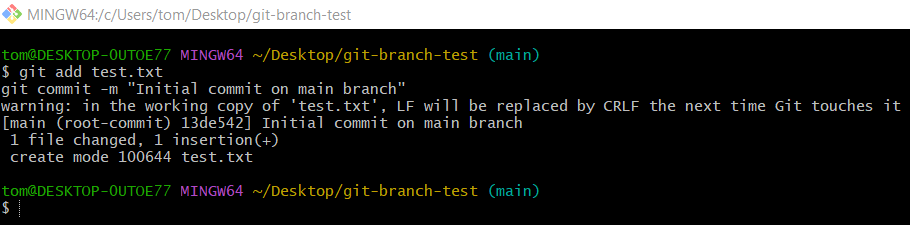 MINGW64:/c/Users/tom/Desktop/git-branch-test
tom@DESKTOP-OUTOE77 MINGW64 ~/Desktop/git-branch-test (main)
$ git add test.txt
git commit -m "Initial commit on main branch"
warning: in the working copy of 'test.txt', LF will be replaced by CRLF the next time Git touches it
[main (root-commit) 13de542] Initial commit on main branch
 1 file changed, 1 insertion(+)
 create mode 100644 test.txt
tom@DESKTOP-OUTOE77 MINGW64 ~/Desktop/git-branch-test (main)
$